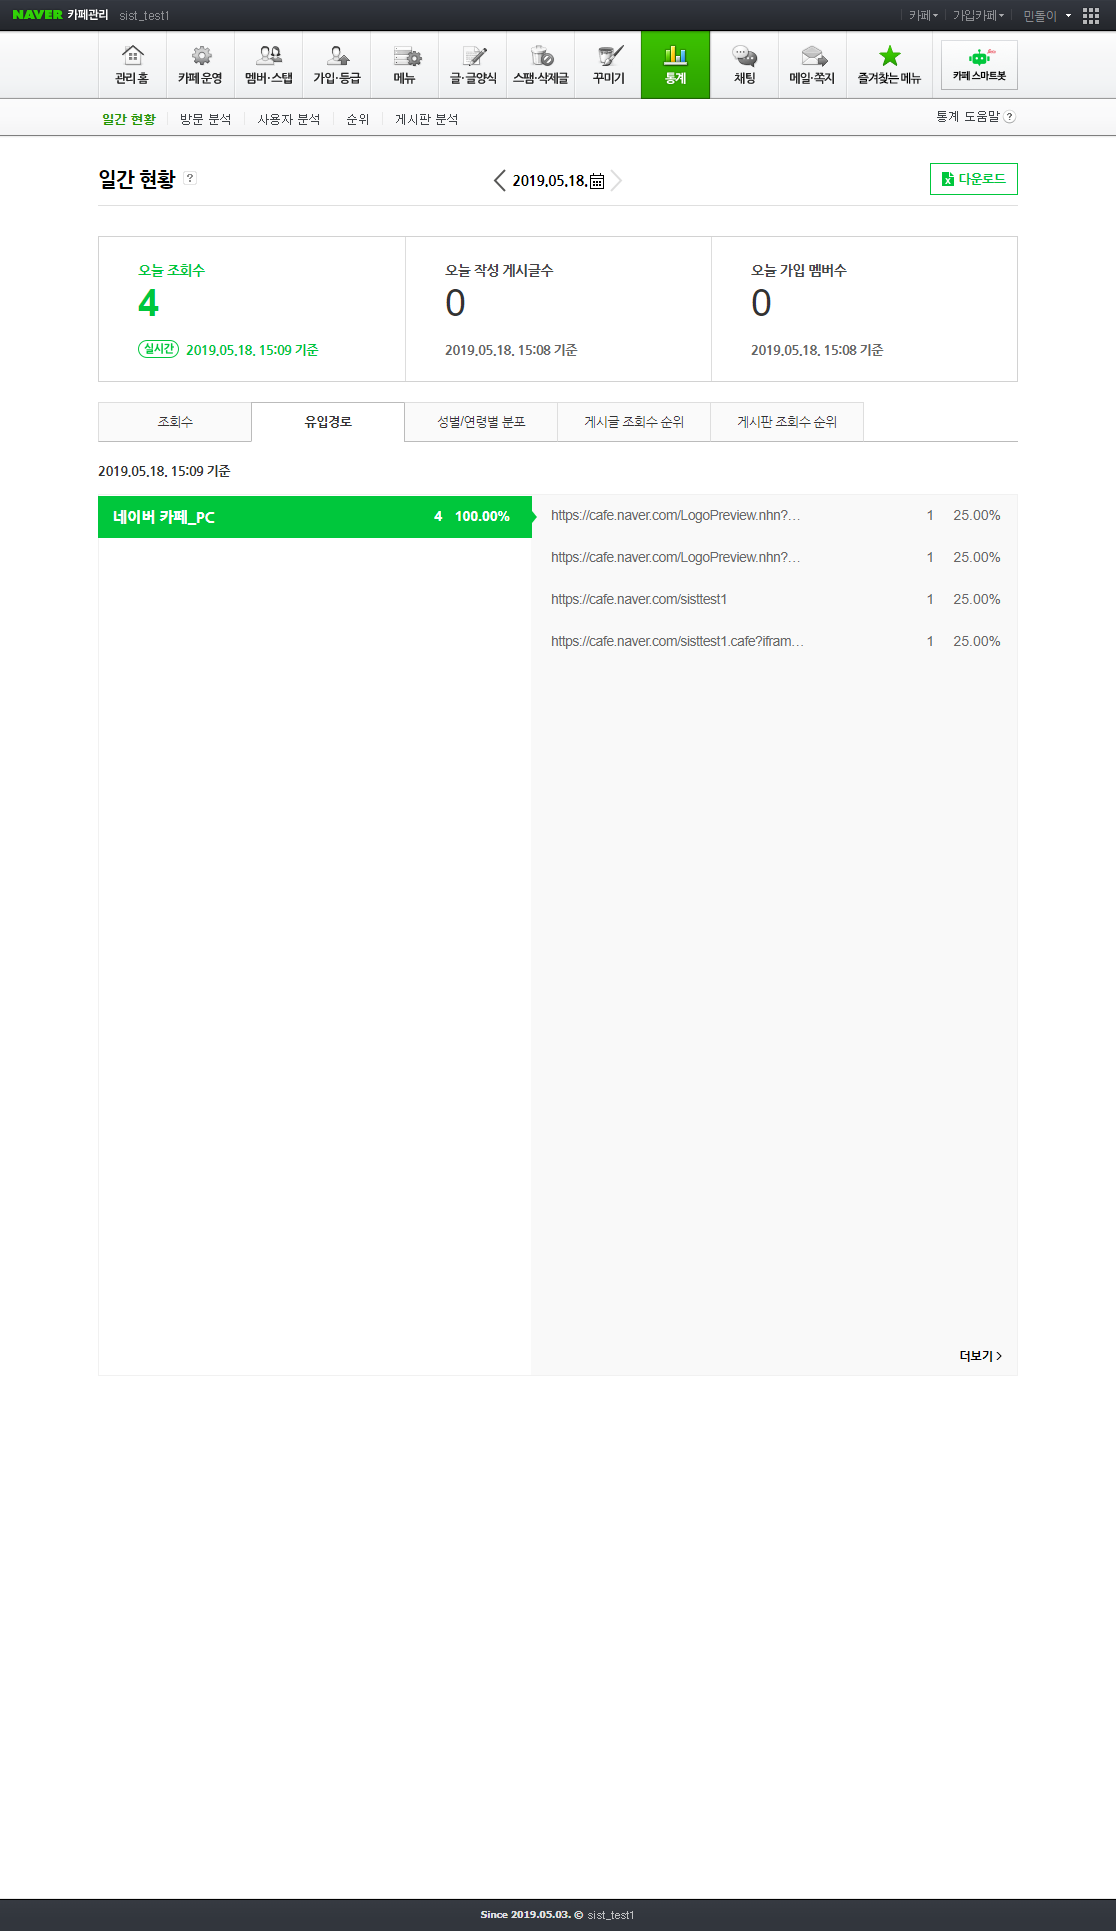 NAVER 카페관리 sist_test1 카페 가입카페 민돌이
관리 홈 카페 운영 멤버·스탭 가입·등급 메뉴 글·글양식 스팸·삭제글 꾸미기 통계 채팅 메일·쪽지 즐겨찾는 메뉴 카페 스마트봇
일간 현황 방문 분석 사용자 분석 순위 게시판 분석 통계 도움말 ?
일간 현황 ? 2019.05.18. 다운로드
오늘 조회수 오늘 작성 게시글수 오늘 가입 멤버수
4 0 0
실시간 2019.05.18. 15:09 기준 2019.05.18. 15:08 기준 2019.05.18. 15:08 기준
조회수 유입경로 성별/연령별 분포 게시글 조회수 순위 게시판 조회수 순위
2019.05.18. 15:09 기준
네이버 카페_PC 4 100.00%
https://cafe.naver.com/LogoPreview.nhn?... 1 25.00%
https://cafe.naver.com/LogoPreview.nhn?... 1 25.00%
https://cafe.naver.com/sisttest1 1 25.00%
https://cafe.naver.com/sisttest1.cafe?ifram... 1 25.00%
더보기 >
Since 2019.05.03. © sist_test1